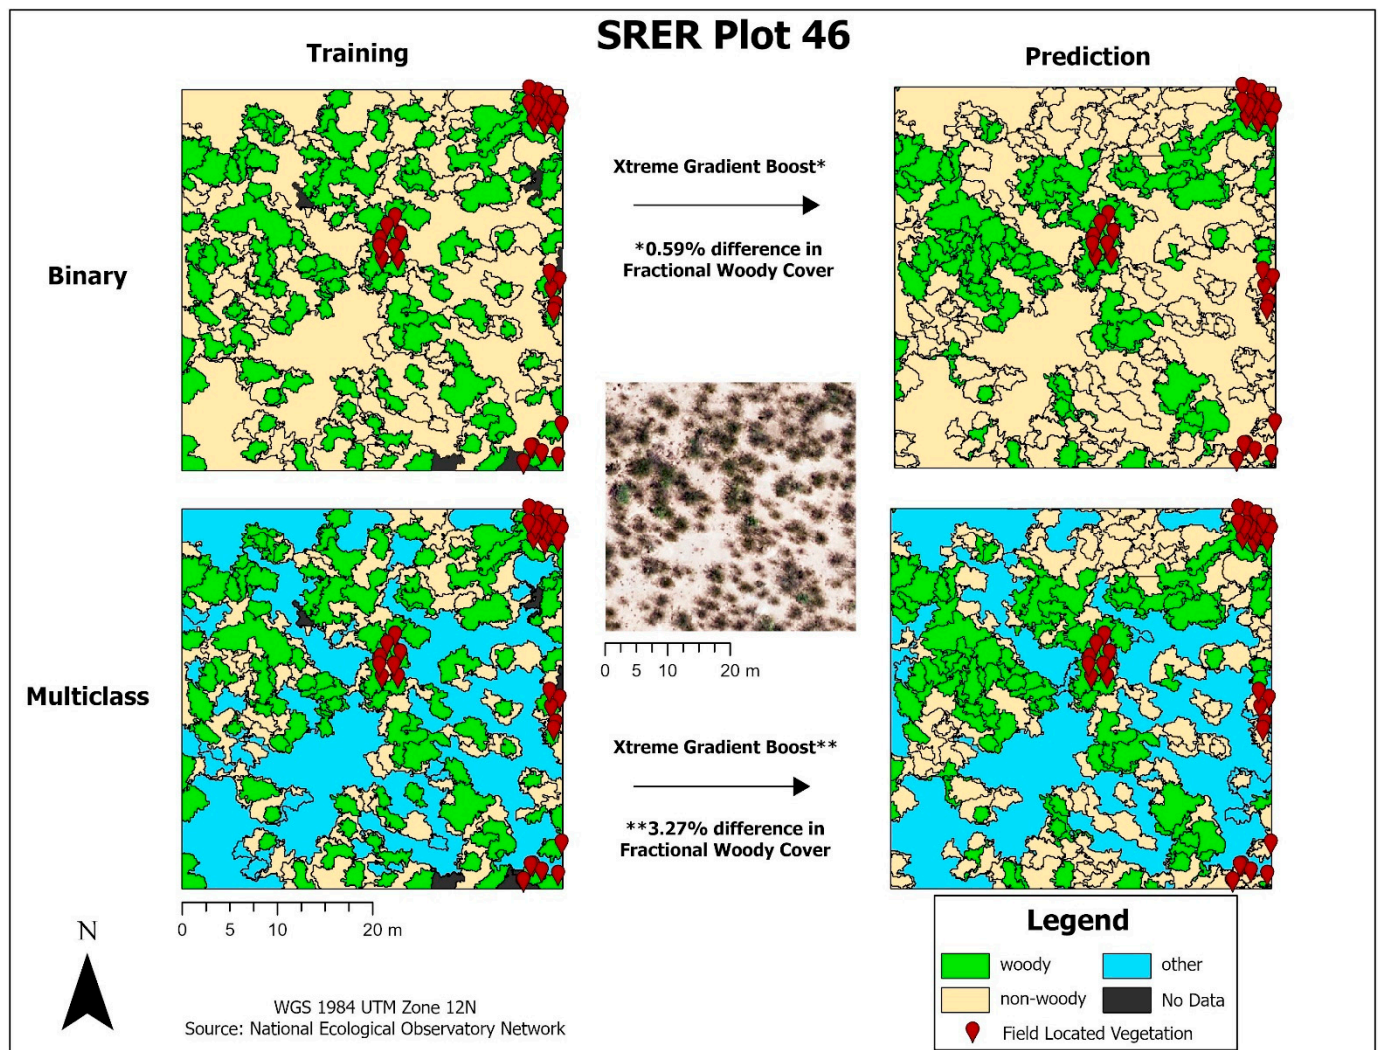 SRER Plot 46
Training
Prediction
Binary
Xtreme Gradient Boost*
*0.59% difference in
Fractional Woody Cover
0 5 10 20 m
Multiclass
Xtreme Gradient Boost**
**3.27% difference in
Fractional Woody Cover
0 5 10 20 m
N
WGS 1984 UTM Zone 12N
Source: National Ecological Observatory Network
Legend
woody
other
non-woody
No Data
Field Located Vegetation